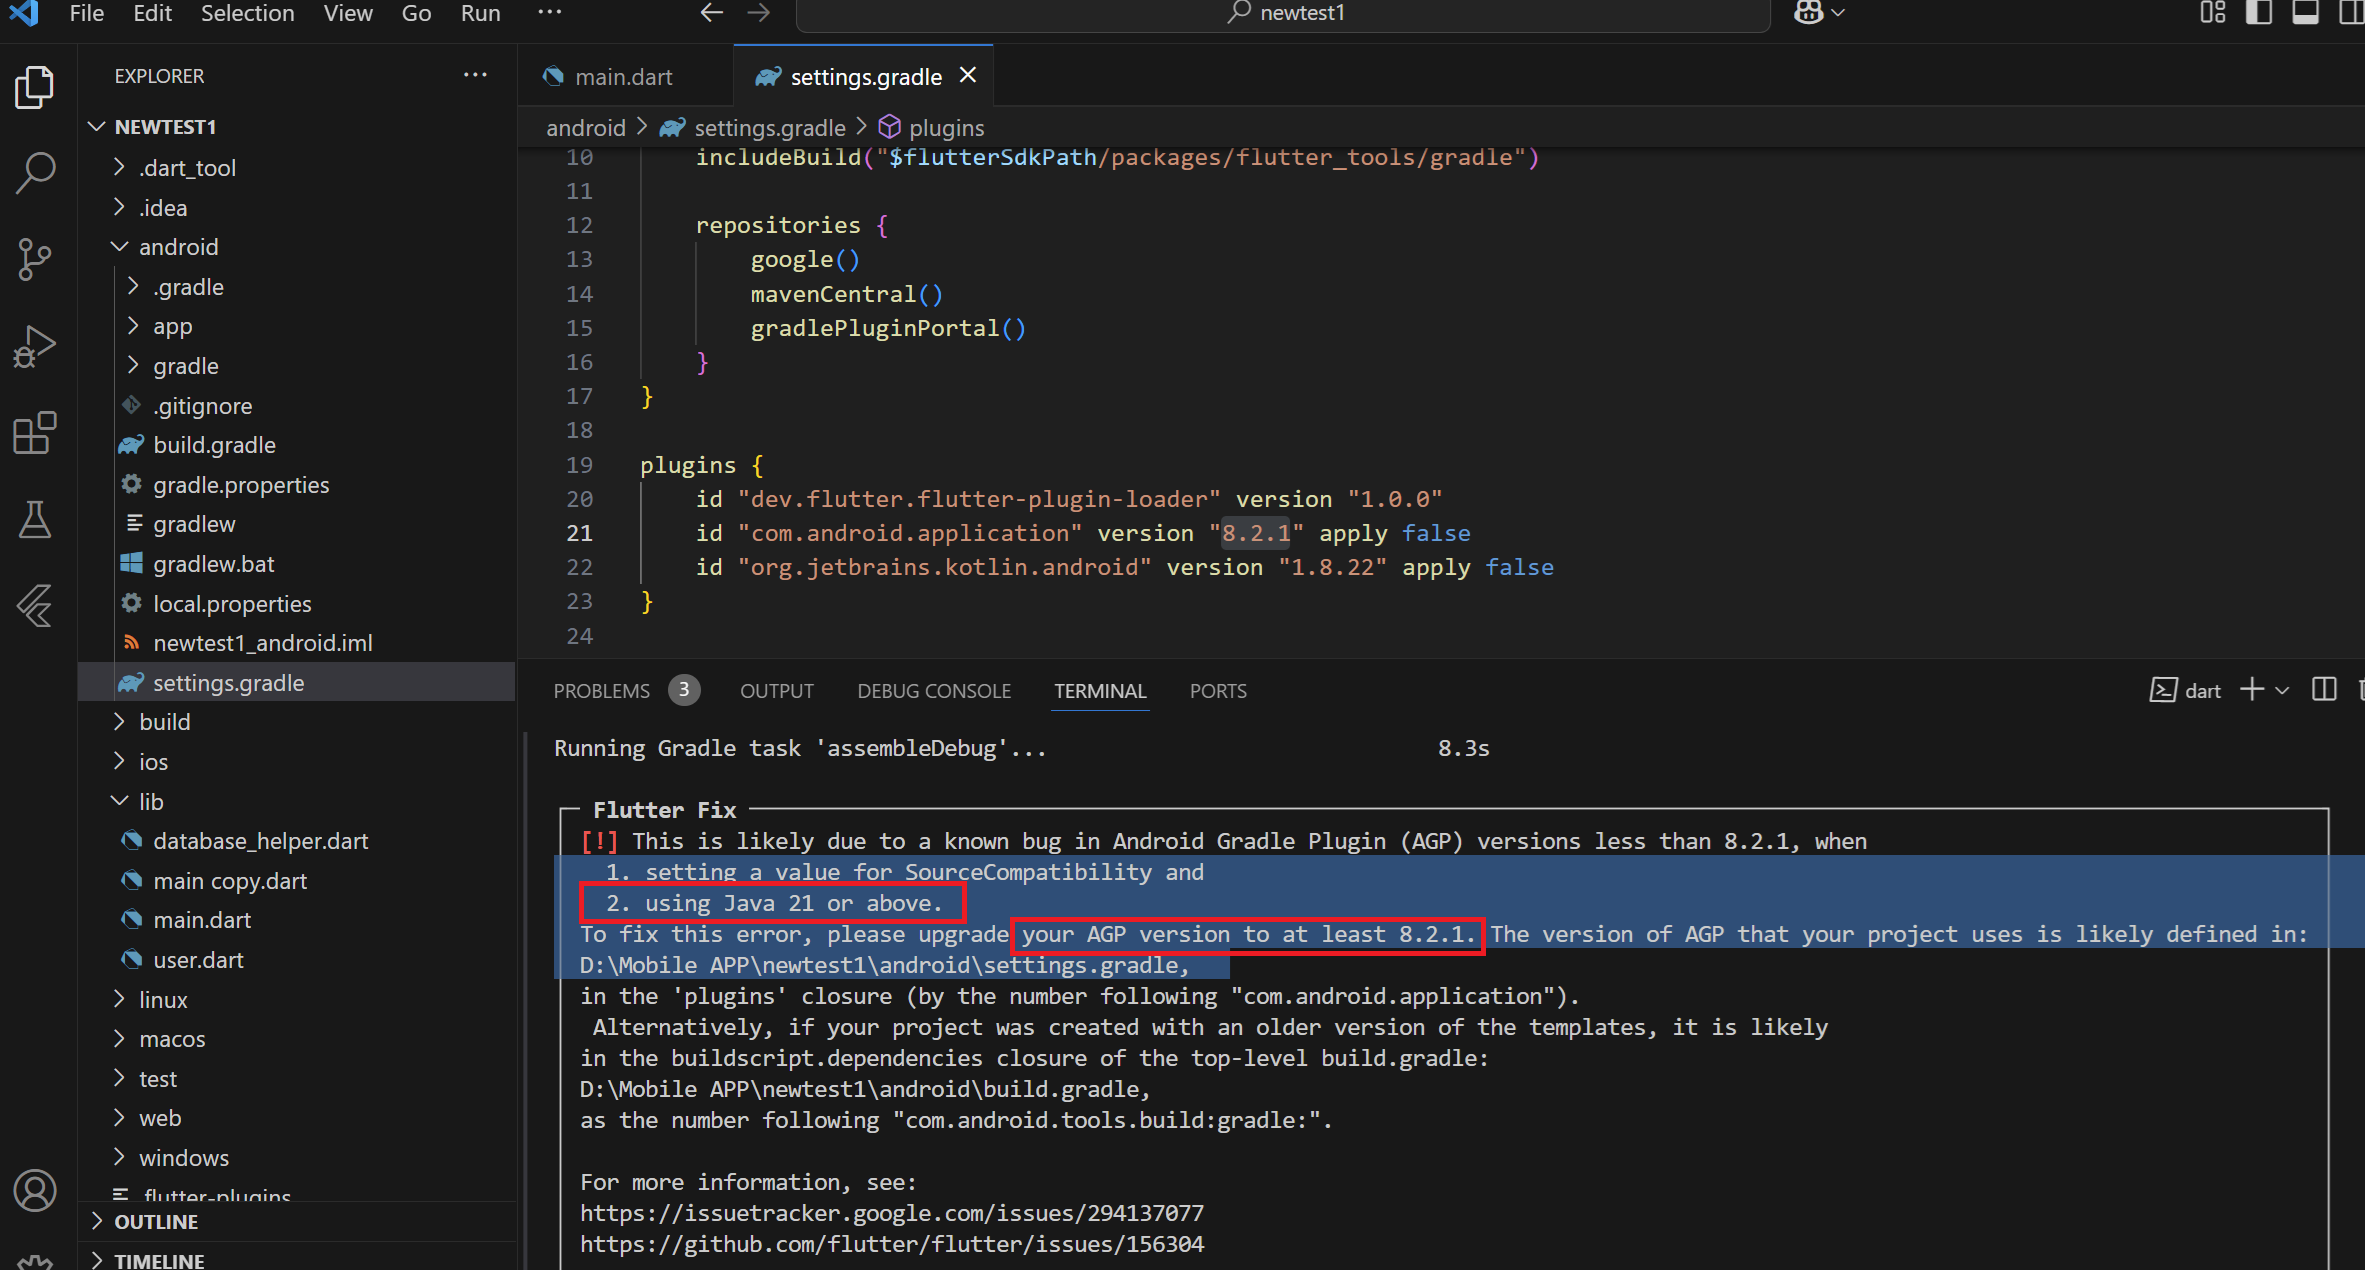 File Edit Selection View Go Run ···
newtest1
EXPLORER ···
NEWTEST1
.dart_tool
.idea
android
.gradle
app
gradle
.gitignore
build.gradle
gradle.properties
gradlew
gradlew.bat
local.properties
newtest1_android.iml
settings.gradle
build
ios
lib
database_helper.dart
main copy.dart
main.dart
user.dart
linux
macos
test
web
windows
.flutter-plugins
OUTLINE
TIMELINE
main.dart settings.gradle
android > settings.gradle > plugins
10 includeBuild("$flutterSdkPath/packages/flutter_tools/gradle")
11
12 repositories {
13 google()
14 mavenCentral()
15 gradlePluginPortal()
16 }
17 }
18
19 plugins {
20 id "dev.flutter.flutter-plugin-loader" version "1.0.0"
21 id "com.android.application" version "8.2.1" apply false
22 id "org.jetbrains.kotlin.android" version "1.8.22" apply false
23 }
24
PROBLEMS 3 OUTPUT DEBUG CONSOLE TERMINAL PORTS
dart
Running Gradle task 'assembleDebug'... 8.3s
Flutter Fix
[!] This is likely due to a known bug in Android Gradle Plugin (AGP) versions less than 8.2.1, when
1. setting a value for SourceCompatibility and
2. using Java 21 or above.
To fix this error, please upgrade your AGP version to at least 8.2.1. The version of AGP that your project uses is likely defined in:
D:\Mobile APP\newtest1\android\settings.gradle,
in the 'plugins' closure (by the number following "com.android.application").
Alternatively, if your project was created with an older version of the templates, it is likely
in the buildscript.dependencies closure of the top-level build.gradle:
D:\Mobile APP\newtest1\android\build.gradle,
as the number following "com.android.tools.build:gradle:".
For more information, see:
https://issuetracker.google.com/issues/294137077
https://github.com/flutter/flutter/issues/156304